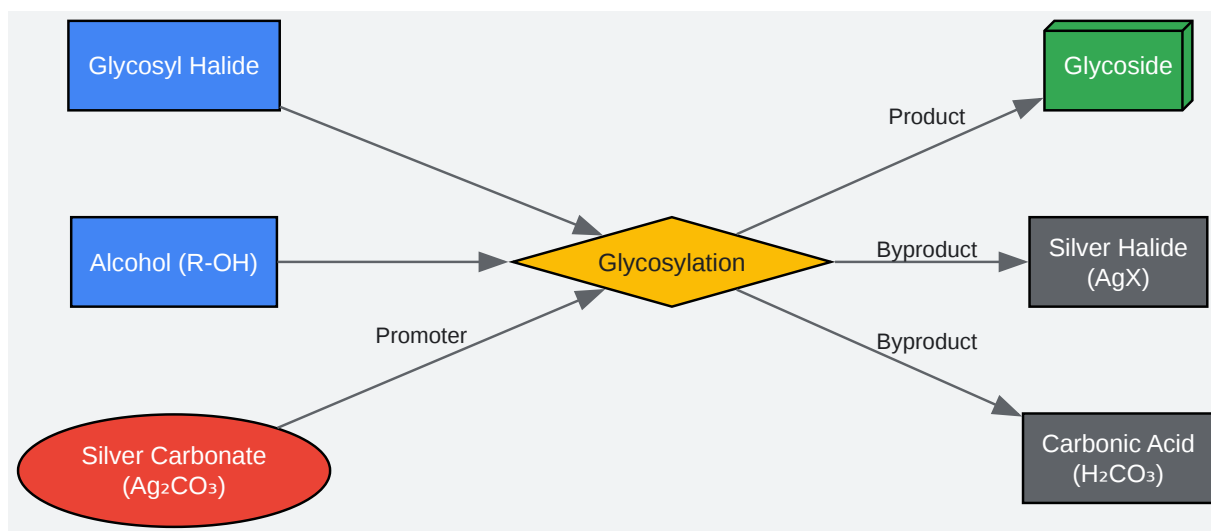 Glycosyl Halide
Glycoside
Product
Alcohol (R-OH)
Glycosylation
Byproduct
Silver Halide
(AgX)
Promoter
Byproduct
Silver Carbonate
(Ag₂CO₃)
Carbonic Acid
(H₂CO₃)